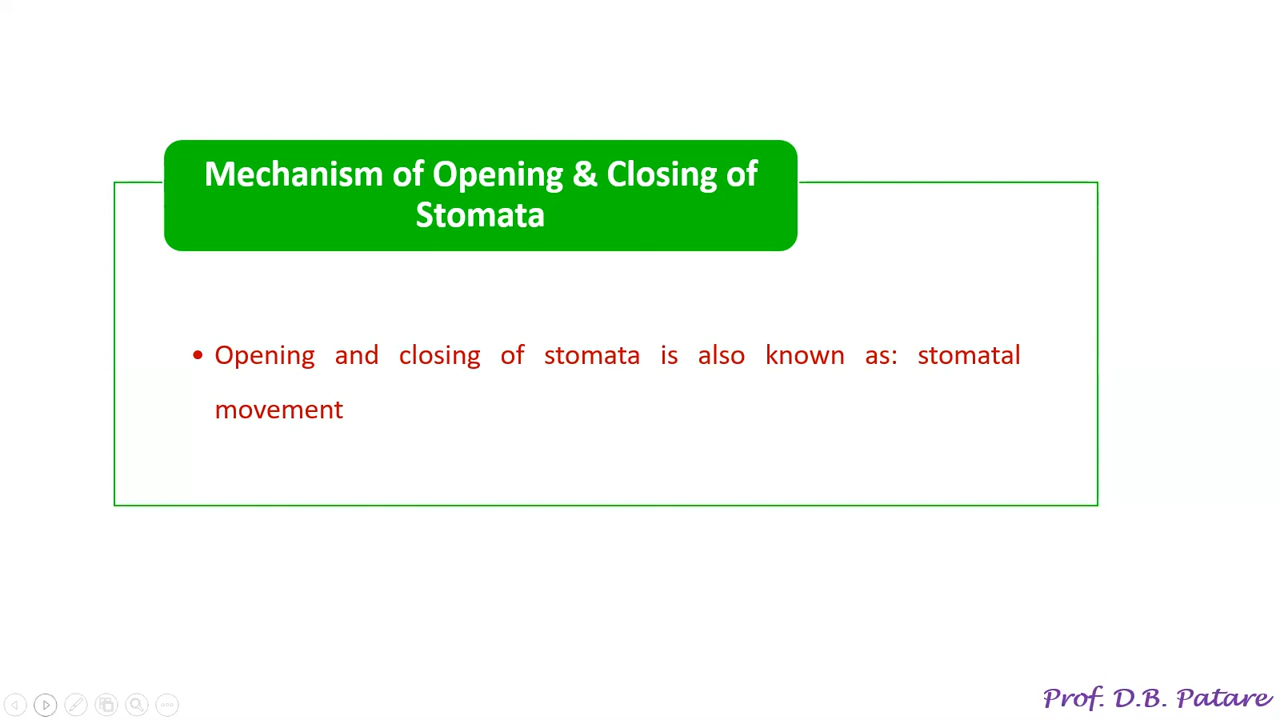 Mechanism of Opening & Closing of
Stomata
• Opening and closing of stomata is also known as: stomatal
movement
Prof. D.B. Patare